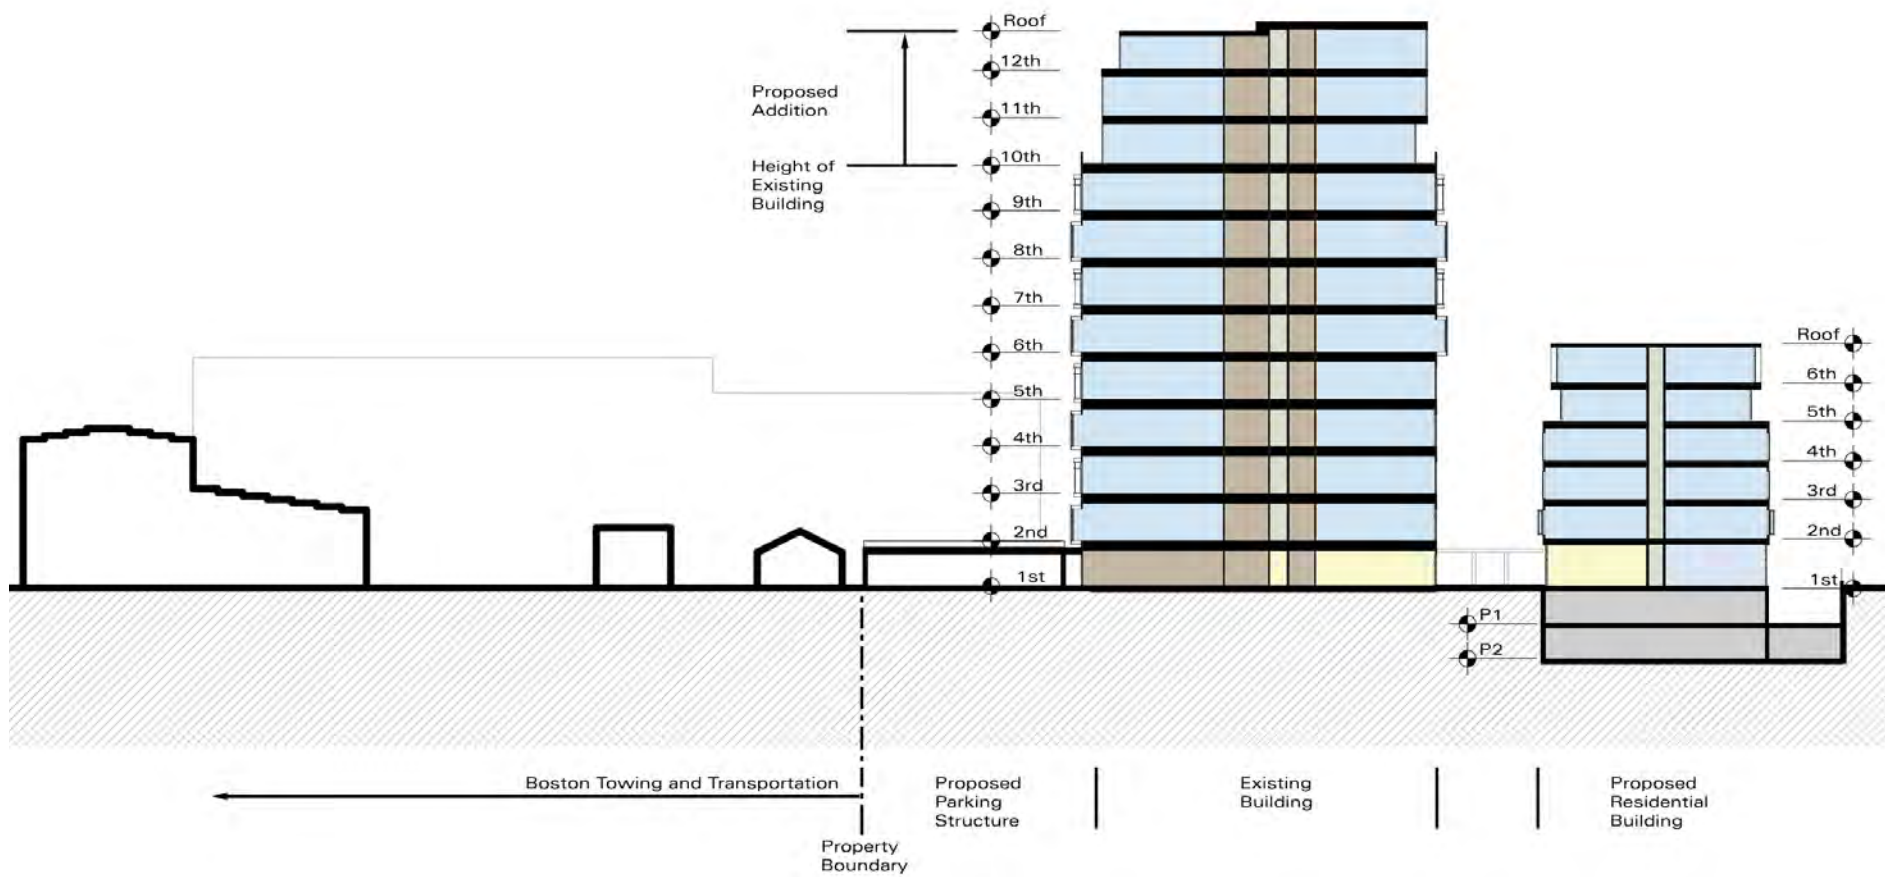 Roof
12th
Proposed
Addition
11th
10th
Height of
Existing
Building
9th
8th
7th
6th
5th
4th
3rd
2nd
1st
Roof
6th
5th
4th
3rd
2nd
1st
P1
P2
Boston Towing and Transportation
Proposed
Parking
Structure
Existing
Building
Proposed
Residential
Building
Property
Boundary